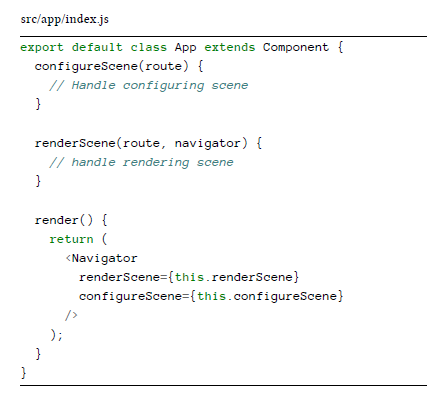 src/app/index.js
export default class App extends Component {
  configureScene(route) {
    // Handle configuring scene
  }

  renderScene(route, navigator) {
    // handle rendering scene
  }

  render() {
    return (
      <Navigator
        renderScene={this.renderScene}
        configureScene={this.configureScene}
      />
    );
  }
}